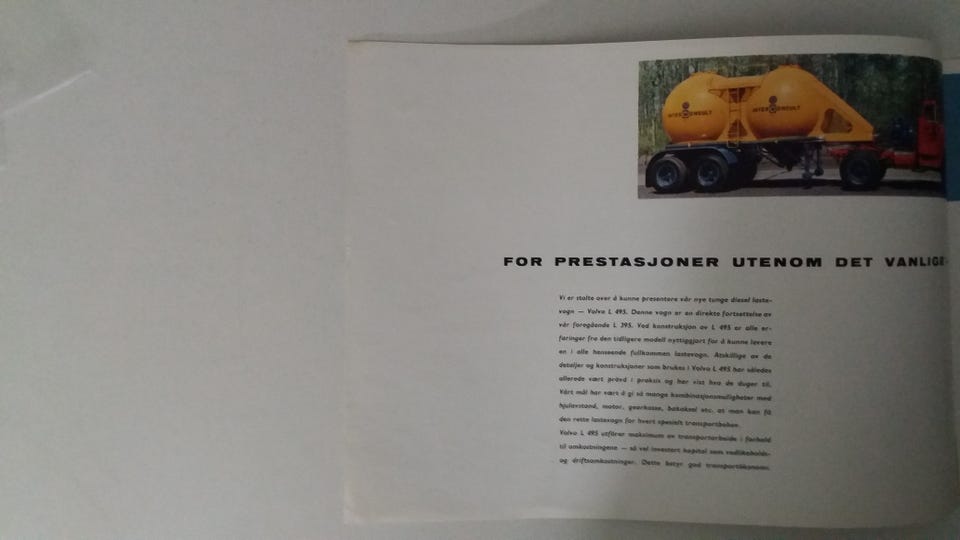 INTERCONSULT INTERCONSULT
FOR PRESTASJONER UTENOM DET VANLIGE
Vi er stolte over å kunne presentere vår nye tunge diesel laste-
vogn — Volvo L 495. Denne vogn er en direkte fortsettelse av
vår foregående L 395. Ved konstruksjon av L 495 er alle er-
faringer fra den tidligere modell nyttiggjort for å kunne levere
en i alle henseende fullkommen lastevogn. Atskillige av de
detaljer og konstruksjoner som brukes i Volvo L 495 har således
allerede vært prøvd i praksis og har vist hva de duger til.
Vårt mål har vært å gi så mange kombinasjonsmuligheter med
hjulavstand, motor, gearkasse, bakaksel etc. at man kan få
den rette lastevogn for hvert spesielt transportbehov.
Volvo L 495 utfører maksimum av transportarbeide i forhold
til omkostningene — så vel investert kapital som vedlikeholds-
og driftsomkostninger. Dette betyr god transportøkonomi.